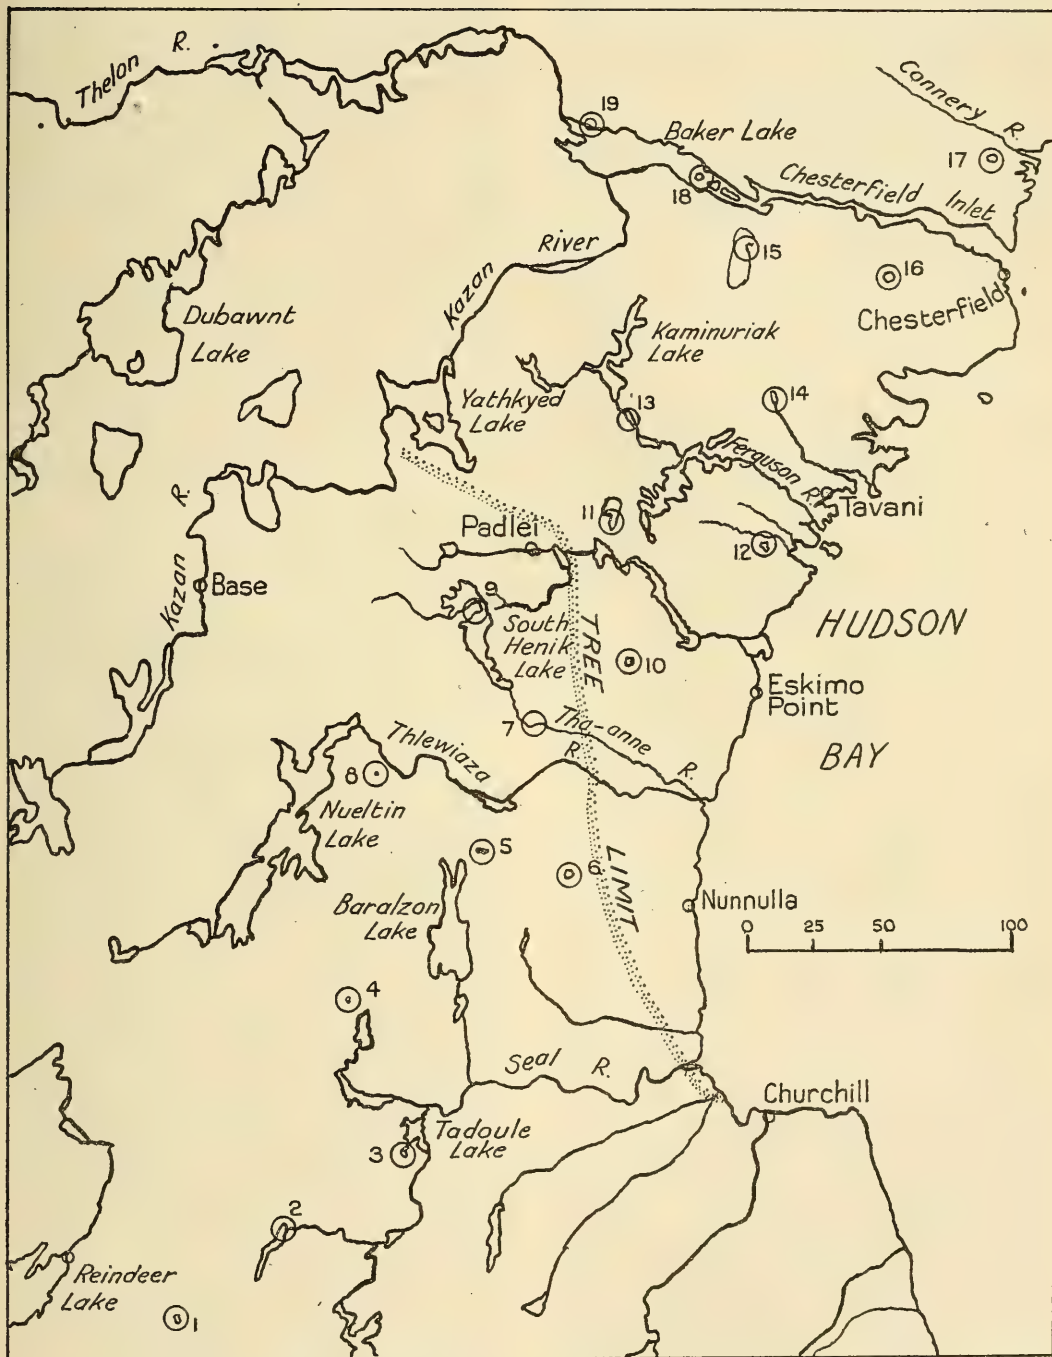 Thelon R.
Connery R.
19
Baker Lake
17
18
Chesterfield Inlet
15
River
16
Kazan
Dubawnt
Lake
Chesterfield
Kaminuriak
Lake
14
Yathkyed
Lake
13
Ferguson R.
R.
11
Tavani
Padlei
12
Base
9
Kazan
South
Henik
Lake
TREE
HUDSON
10
Eskimo
Point
7
Tha-anne
R.
Thlewiaza
R.
BAY
8
Nueltin
Lake
5
6
LIMIT
Baralzon
Lake
Nunnulla
0 25 50 100
4
Seal R.
Churchill
Tadoule
Lake
3
2
Reindeer
Lake
1